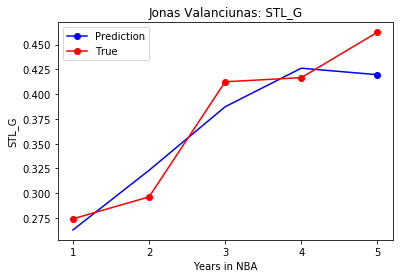 Jonas Valanciunas: STL_G
Prediction
True
0.450
0.425
0.400
0.375
0.350
0.325
0.300
0.275
STL_G
1 2 3 4 5
Years in NBA